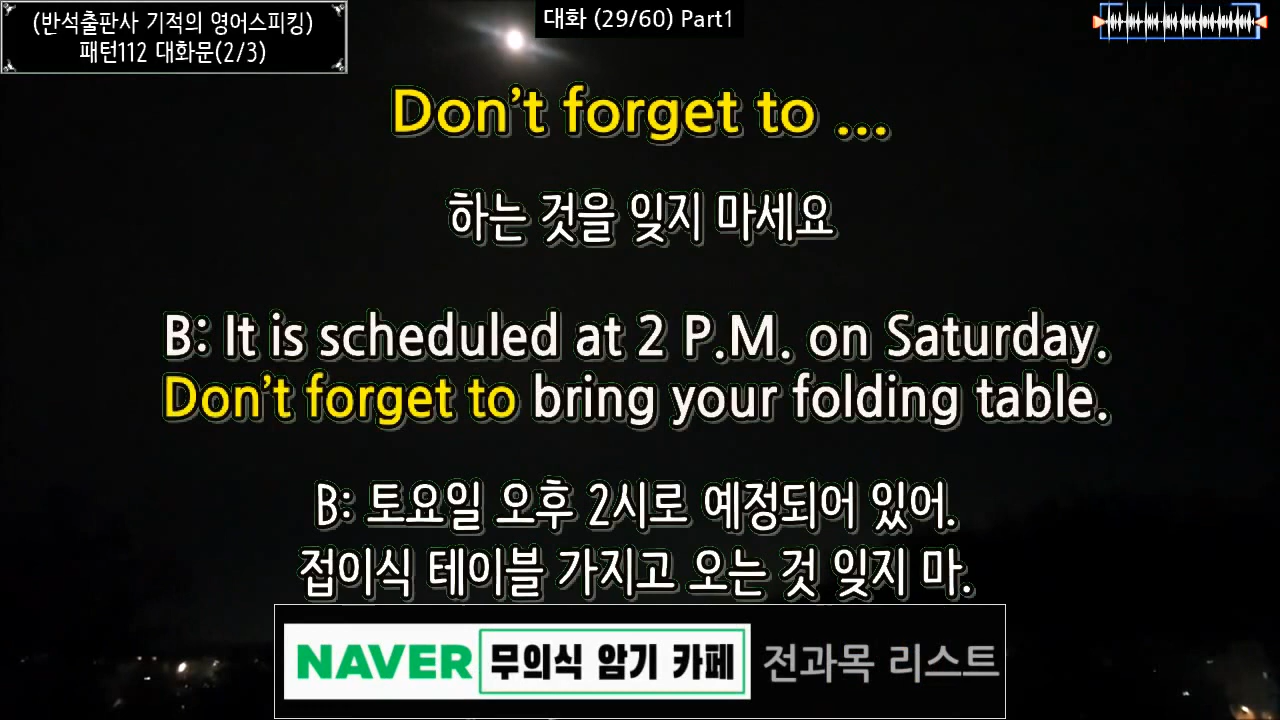 (반석출판사 기적의 영어스피킹)
패턴112 대화문(2/3)
대화 (29/60) Part1
Don’t forget to ...
하는 것을 잊지 마세요
B: It is scheduled at 2 P.M. on Saturday.
Don’t forget to bring your folding table.
B: 토요일 오후 2시로 예정되어 있어.
접이식 테이블 가지고 오는 것 잊지 마.
NAVER 무의식 암기 카페 전과목 리스트